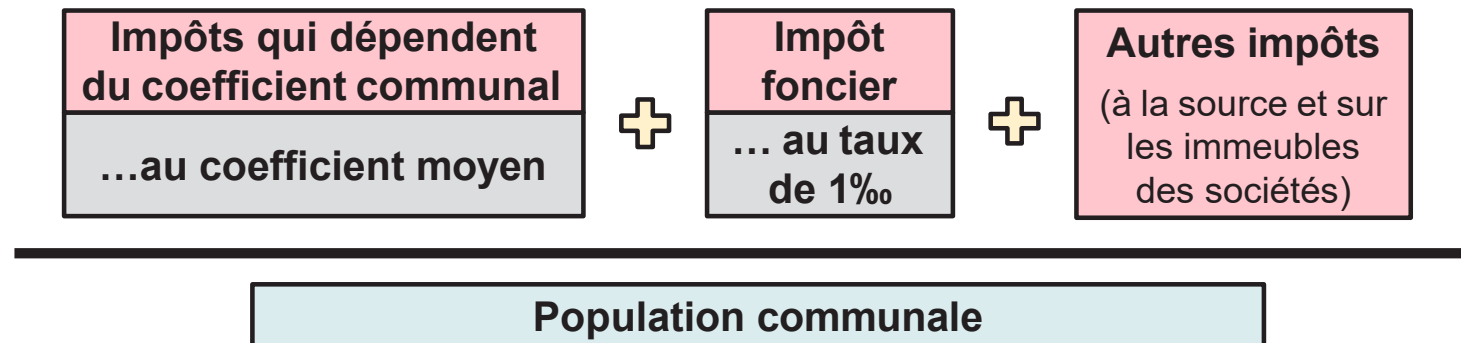 Impôts qui dépendent
du coefficient communal
…au coefficient moyen
Impôt
foncier
… au taux
de 1‰
Autres impôts
(à la source et sur
les immeubles
des sociétés)
Population communale